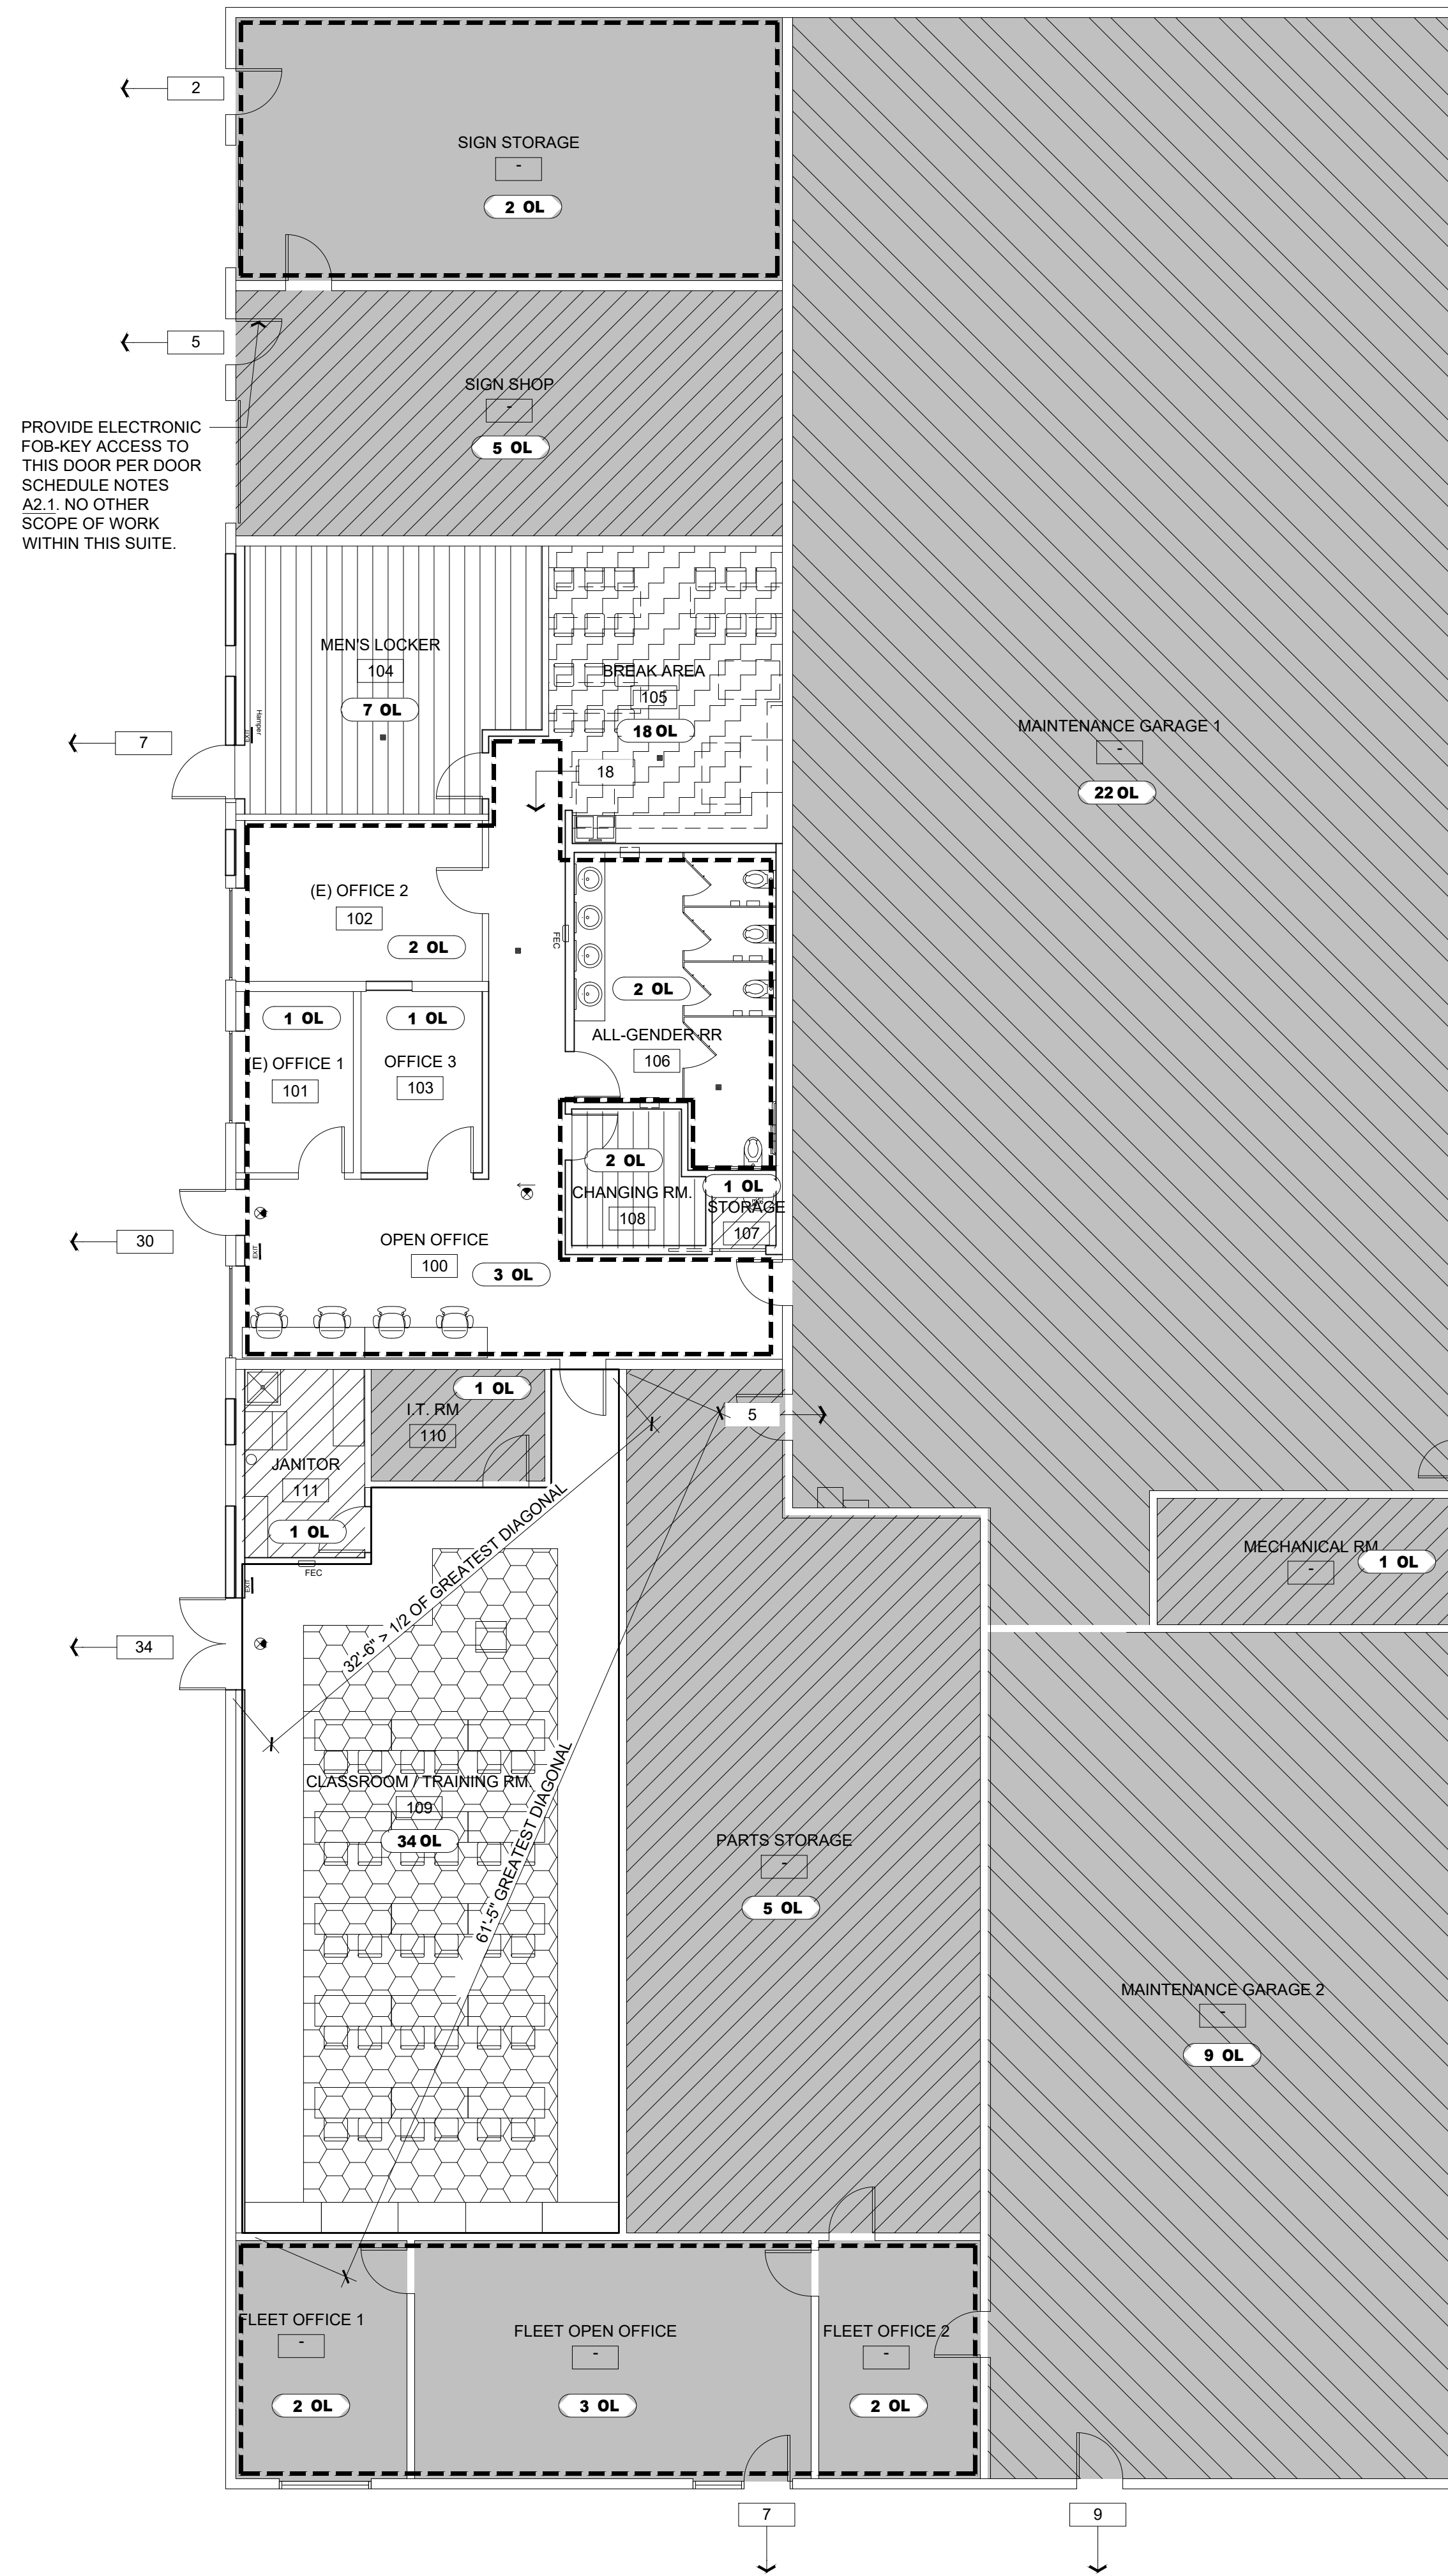 2
SIGN STORAGE
-
2 OL
5
SIGN SHOP
-
5 OL
PROVIDE ELECTRONIC
FOB-KEY ACCESS TO
THIS DOOR PER DOOR
SCHEDULE NOTES
A2.1. NO OTHER
SCOPE OF WORK
WITHIN THIS SUITE.
MEN'S LOCKER
104
7 OL
BREAK AREA
105
18 OL
MAINTENANCE GARAGE 1
-
22 OL
Hamper
EXIT
7
18
(E) OFFICE 2
102
2 OL
FEC
2 OL
1 OL
1 OL
ALL-GENDER RR
106
(E) OFFICE 1
101
OFFICE 3
103
2 OL
1 OL
CHANGING RM.
108
STORAGE
107
30
EXIT
OPEN OFFICE
100
3 OL
1 OL
I.T. RM
110
5
JANITOR
111
1 OL
FEC
EXIT
MECHANICAL RM
-
1 OL
32'-6" > 1/2 OF GREATEST DIAGONAL
34
61'-5" GREATEST DIAGONAL
CLASSROOM / TRAINING RM.
109
34 OL
PARTS STORAGE
-
5 OL
MAINTENANCE GARAGE 2
-
9 OL
FLEET OFFICE 1
-
2 OL
FLEET OPEN OFFICE
-
3 OL
FLEET OFFICE 2
-
2 OL
7
9